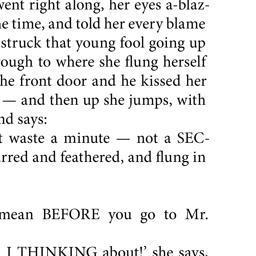 went right along, her eyes a-blaz-
e time, and told her every blame
struck that young fool going up
ough to where she flung herself
he front door and he kissed her
— and then up she jumps, with
nd says:
t waste a minute — not a SEC-
rred and feathered, and flung in
mean BEFORE you go to Mr.
I THINKING about!' she says,